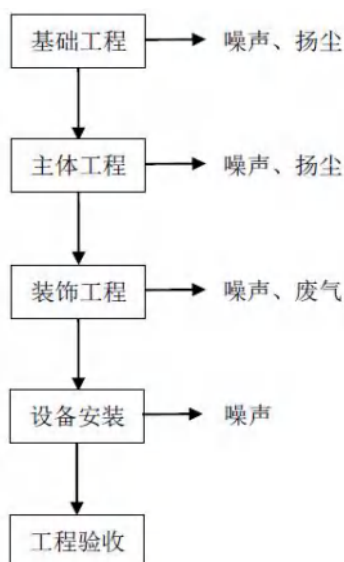 基础工程 噪声、扬尘
主体工程 噪声、扬尘
装饰工程 噪声、废气
设备安装 噪声
工程验收